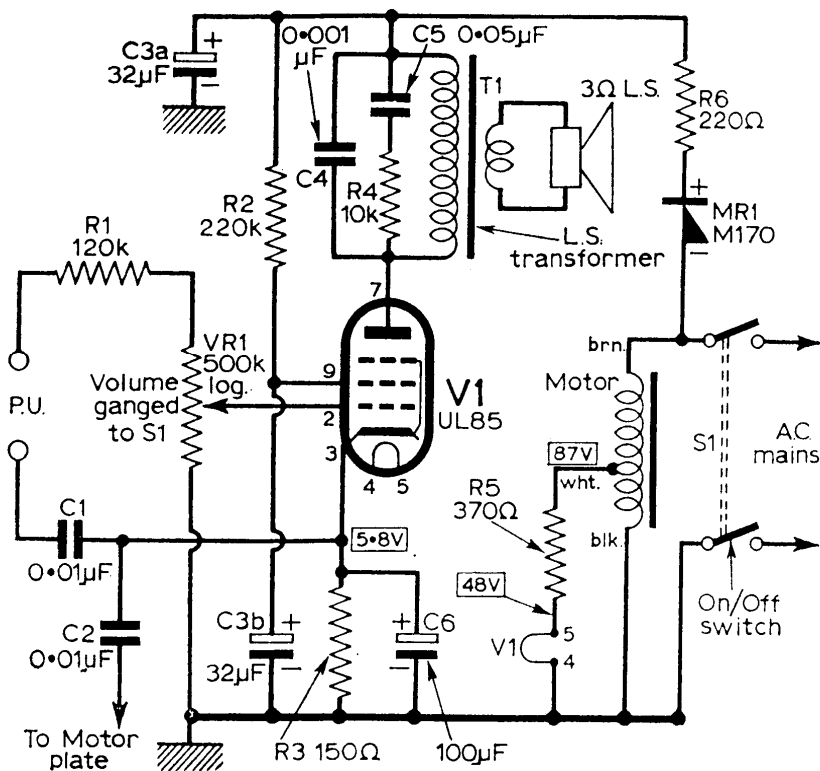 C3a
32µF
+
−
0·001
µF
C5 0·05µF
T1
3Ω L.S.
R6
220Ω
C4
R4
10k
R2
220k
L.S.
transformer
+
MR1
M170
−
R1
120k
7
VR1
500k
log.
Volume
ganged
to S1
P.U.
9
2
3
4 5
V1
UL85
brn.
Motor
87V
wht.
S1
A.C.
mains
R5
370Ω
blk.
C1
0·01µF
5·8V
48V
On/Off
switch
C2
0·01µF
C3b
+
32µF
−
+
C6
−
V1
5
4
To Motor
plate
R3 150Ω
100µF